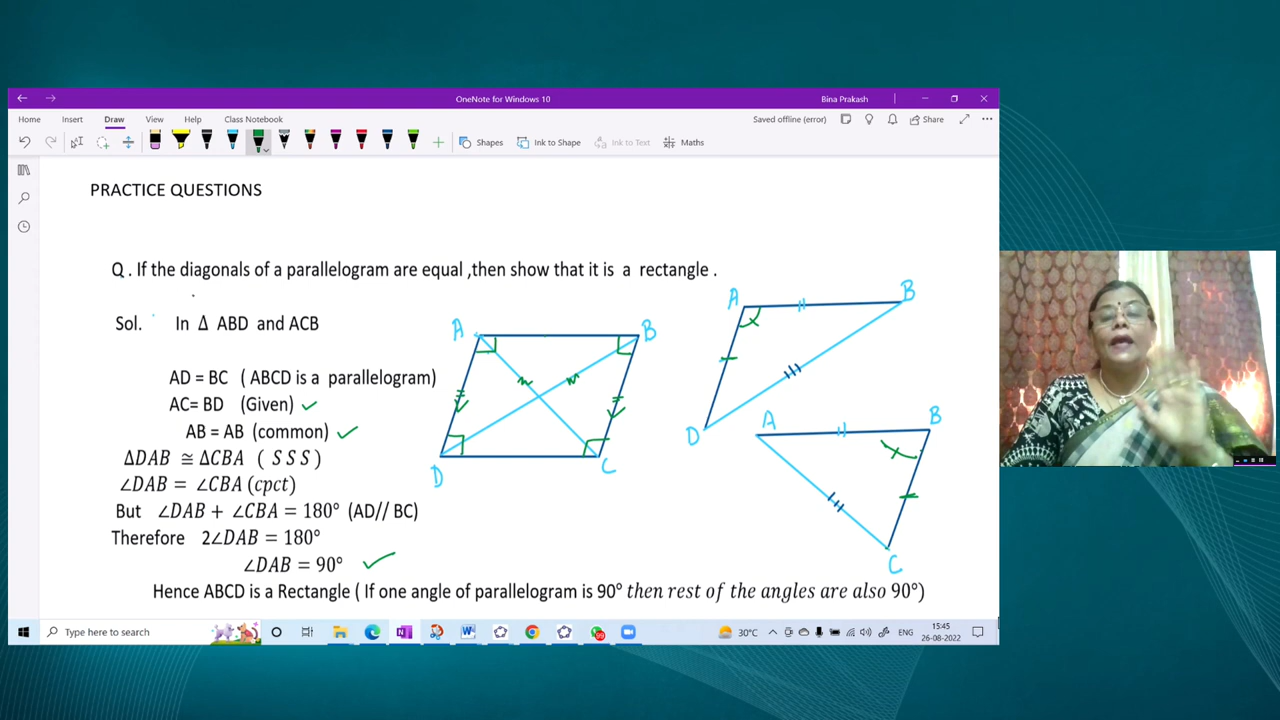 OneNote for Windows 10
Bina Prakash
Home Insert Draw View Help Class Notebook
Saved offline (error) Share
Shapes Ink to Shape Ink to Text Maths
PRACTICE QUESTIONS
Q . If the diagonals of a parallelogram are equal ,then show that it is a rectangle .
Sol. In Δ ABD and ACB
AD = BC ( ABCD is a parallelogram)
AC= BD (Given)
AB = AB (common)
ΔDAB ≅ ΔCBA ( S S S )
∠DAB = ∠CBA (cpct)
But ∠DAB + ∠CBA = 180° (AD// BC)
Therefore 2∠DAB = 180°
∠DAB = 90°
Hence ABCD is a Rectangle ( If one angle of parallelogram is 90° then rest of the angles are also 90°)
A B
D C
A B
D
A B
C
Type here to search
99
30°C
ENG
15:45
26-08-2022